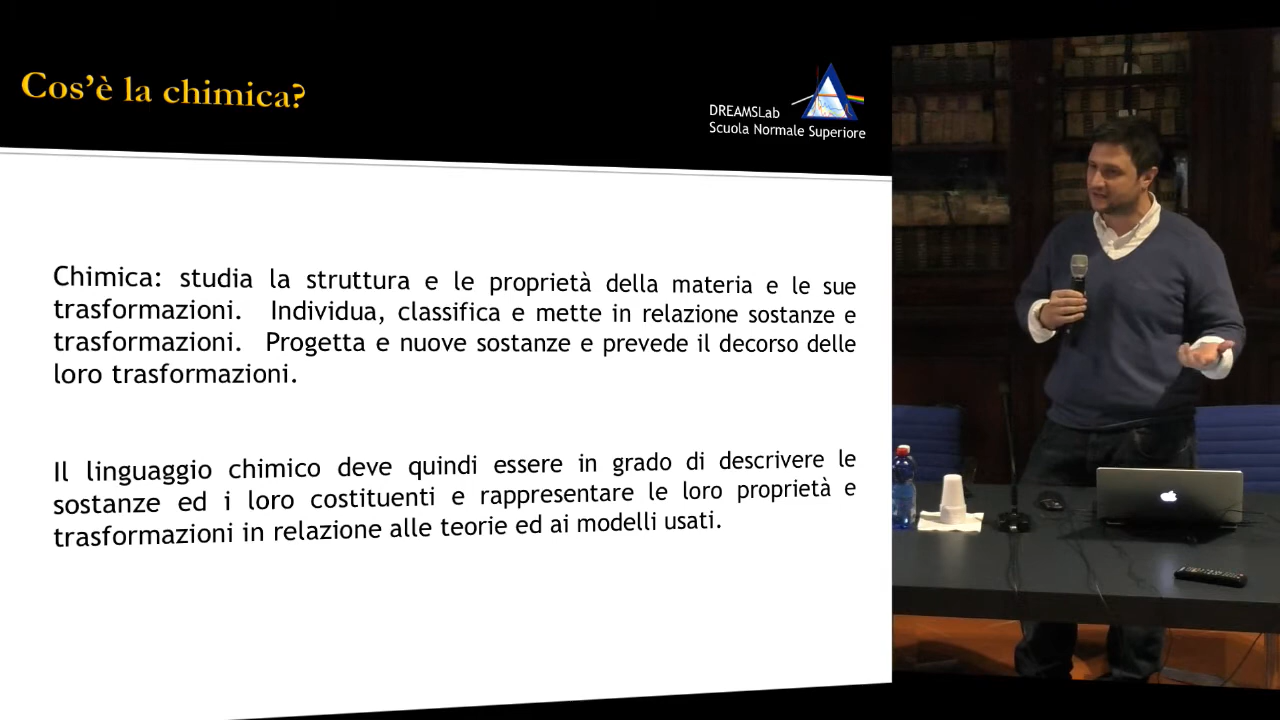 Cos'è la chimica?
DREAMSLab
Scuola Normale Superiore
Chimica: studia la struttura e le proprietà della materia e le sue
trasformazioni. Individua, classifica e mette in relazione sostanze e
trasformazioni. Progetta e nuove sostanze e prevede il decorso delle
loro trasformazioni.
Il linguaggio chimico deve quindi essere in grado di descrivere le
sostanze ed i loro costituenti e rappresentare le loro proprietà e
trasformazioni in relazione alle teorie ed ai modelli usati.